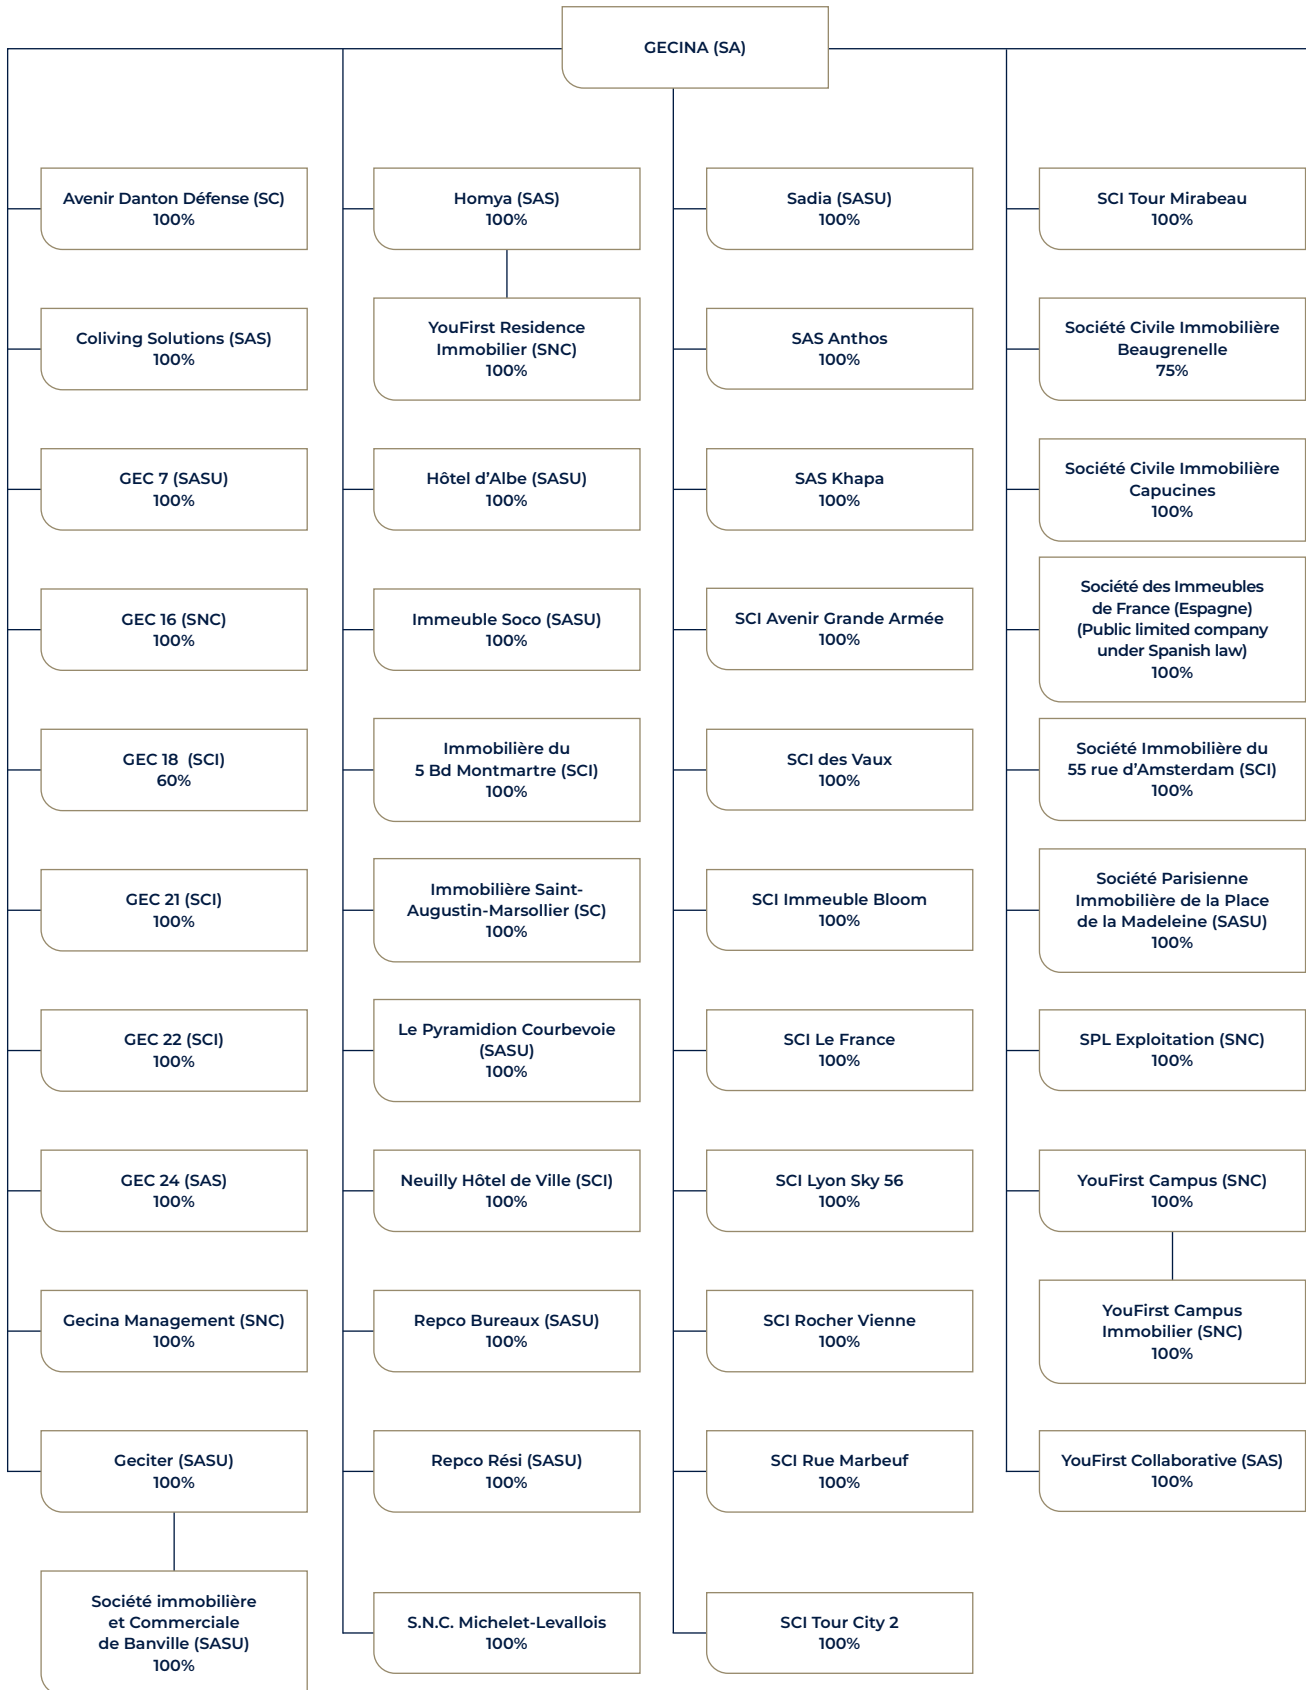 GECINA (SA)
Avenir Danton Défense (SC)
100%
Coliving Solutions (SAS)
100%
GEC 7 (SASU)
100%
GEC 16 (SNC)
100%
GEC 18 (SCI)
60%
GEC 21 (SCI)
100%
GEC 22 (SCI)
100%
GEC 24 (SAS)
100%
Gecina Management (SNC)
100%
Geciter (SASU)
100%
Société immobilière
et Commerciale
de Banville (SASU)
100%
Homya (SAS)
100%
YouFirst Residence
Immobilier (SNC)
100%
Hôtel d’Albe (SASU)
100%
Immeuble Soco (SASU)
100%
Immobilière du
5 Bd Montmartre (SCI)
100%
Immobilière Saint-
Augustin-Marsollier (SC)
100%
Le Pyramidion Courbevoie
(SASU)
100%
Neuilly Hôtel de Ville (SCI)
100%
Repco Bureaux (SASU)
100%
Repco Rési (SASU)
100%
S.N.C. Michelet-Levallois
100%
Sadia (SASU)
100%
SAS Anthos
100%
SAS Khapa
100%
SCI Avenir Grande Armée
100%
SCI des Vaux
100%
SCI Immeuble Bloom
100%
SCI Le France
100%
SCI Lyon Sky 56
100%
SCI Rocher Vienne
100%
SCI Rue Marbeuf
100%
SCI Tour City 2
100%
SCI Tour Mirabeau
100%
Société Civile Immobilière
Beaugrenelle
75%
Société Civile Immobilière
Capucines
100%
Société des Immeubles
de France (Espagne)
(Public limited company
under Spanish law)
100%
Société Immobilière du
55 rue d’Amsterdam (SCI)
100%
Société Parisienne
Immobilière de la Place
de la Madeleine (SASU)
100%
SPL Exploitation (SNC)
100%
YouFirst Campus (SNC)
100%
YouFirst Campus
Immobilier (SNC)
100%
YouFirst Collaborative (SAS)
100%